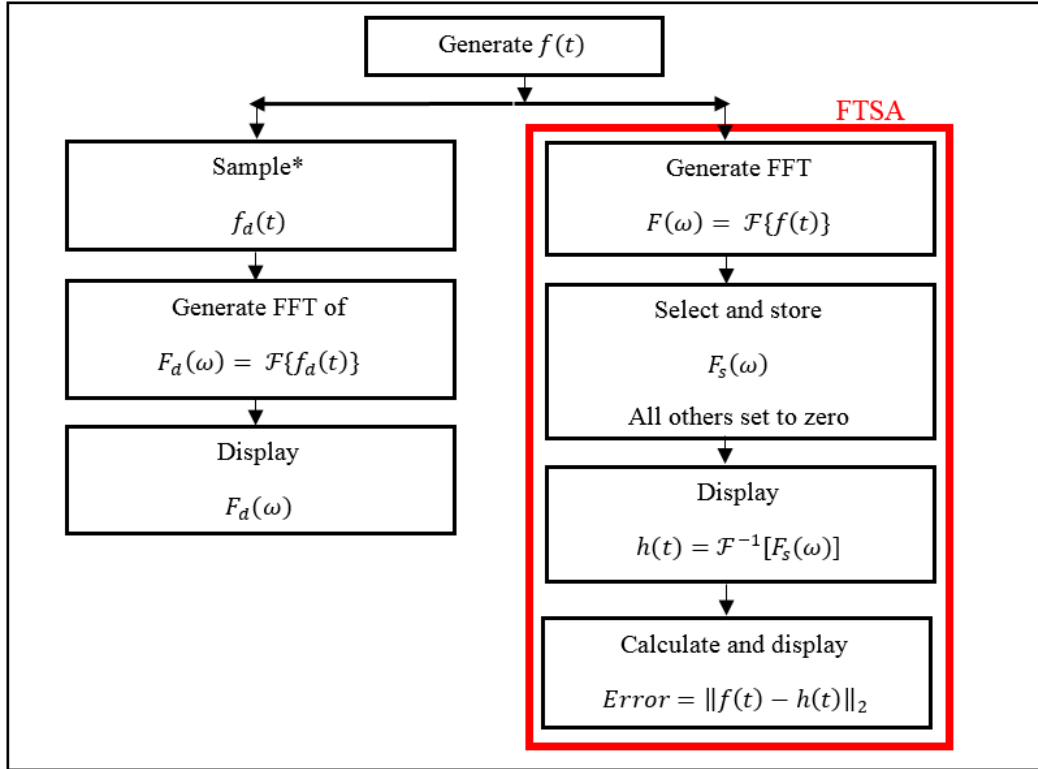 Generate f(t)
FTSA
Sample*
f_d(t)
Generate FFT of
F_d(ω) = ℱ{f_d(t)}
Display
F_d(ω)
Generate FFT
F(ω) = ℱ{f(t)}
Select and store
F_s(ω)
All others set to zero
Display
h(t) = ℱ⁻¹[F_s(ω)]
Calculate and display
Error = ‖f(t) − h(t)‖₂